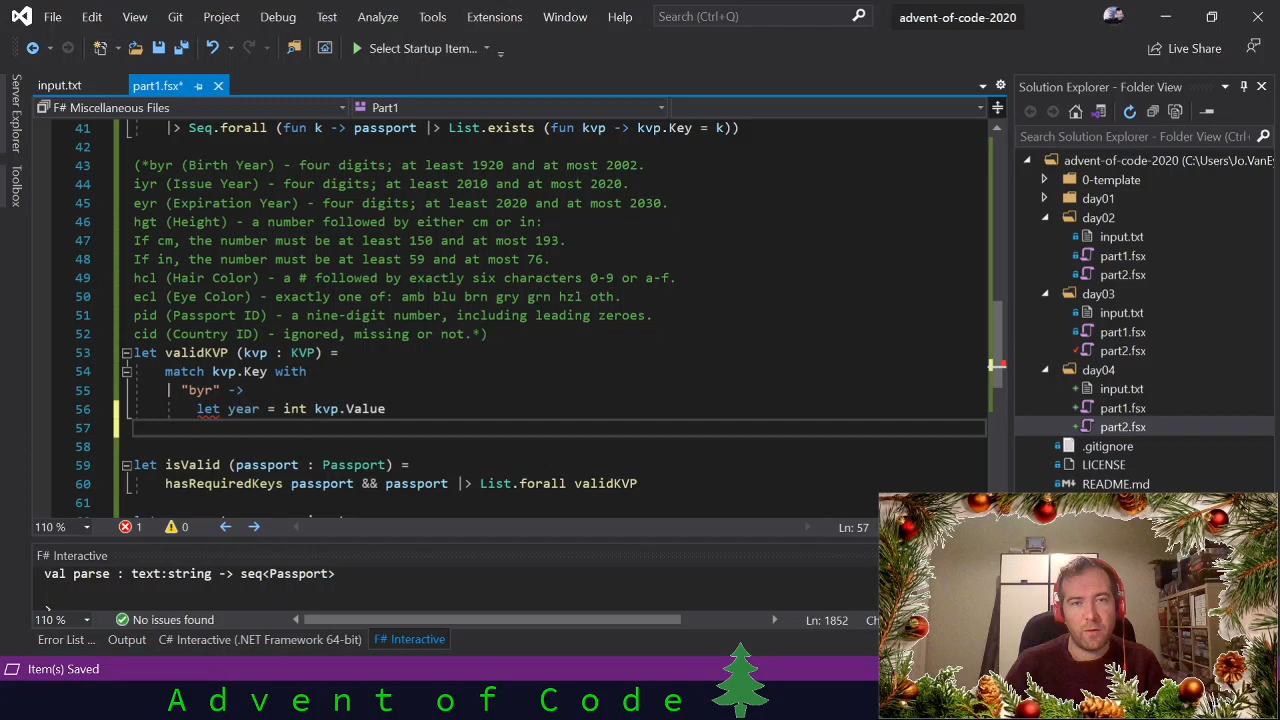 File Edit View Git Project Debug Test Analyze Tools Extensions Window Help Search (Ctrl+Q) advent-of-code-2020
Select Startup Item... Live Share
Server Explorer
Toolbox
input.txt part1.fsx*
F# Miscellaneous Files Part1
41 |> Seq.forall (fun k -> passport |> List.exists (fun kvp -> kvp.Key = k))
42
43 (*byr (Birth Year) - four digits; at least 1920 and at most 2002.
44 iyr (Issue Year) - four digits; at least 2010 and at most 2020.
45 eyr (Expiration Year) - four digits; at least 2020 and at most 2030.
46 hgt (Height) - a number followed by either cm or in:
47 If cm, the number must be at least 150 and at most 193.
48 If in, the number must be at least 59 and at most 76.
49 hcl (Hair Color) - a # followed by exactly six characters 0-9 or a-f.
50 ecl (Eye Color) - exactly one of: amb blu brn gry grn hzl oth.
51 pid (Passport ID) - a nine-digit number, including leading zeroes.
52 cid (Country ID) - ignored, missing or not.*)
53 let validKVP (kvp : KVP) =
54 match kvp.Key with
55 | "byr" ->
56 let year = int kvp.Value
57
58
59 let isValid (passport : Passport) =
60 hasRequiredKeys passport && passport |> List.forall validKVP
61
110 % 1 0 Ln: 57
F# Interactive
val parse : text:string -> seq<Passport>
>
110 % No issues found Ln: 1852 Ch
Error List ... Output C# Interactive (.NET Framework 64-bit) F# Interactive
Item(s) Saved
Solution Explorer - Folder View
Search Solution Explorer - Folder View (Ctrl+
advent-of-code-2020 (C:\Users\Jo.VanE
0-template
day01
day02
input.txt
part1.fsx
part2.fsx
day03
input.txt
part1.fsx
part2.fsx
day04
input.txt
part1.fsx
part2.fsx
.gitignore
LICENSE
README.md
Advent of Code